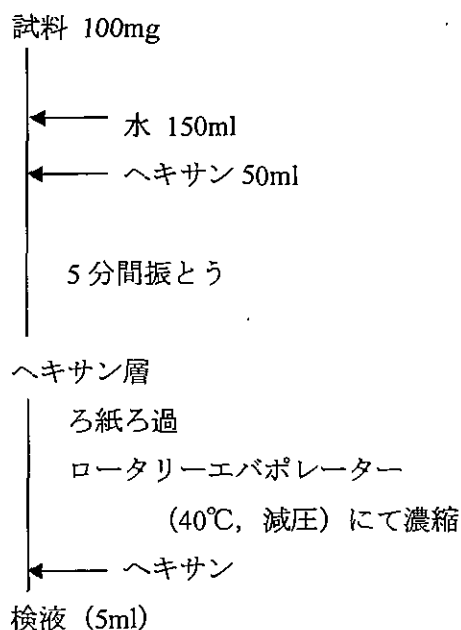 試料 100mg
水 150ml
ヘキサン 50ml
5分間振とう
ヘキサン層
ろ紙ろ過
ロータリーエバポレーター
(40℃, 減圧) にて濃縮
ヘキサン
検液 (5ml)